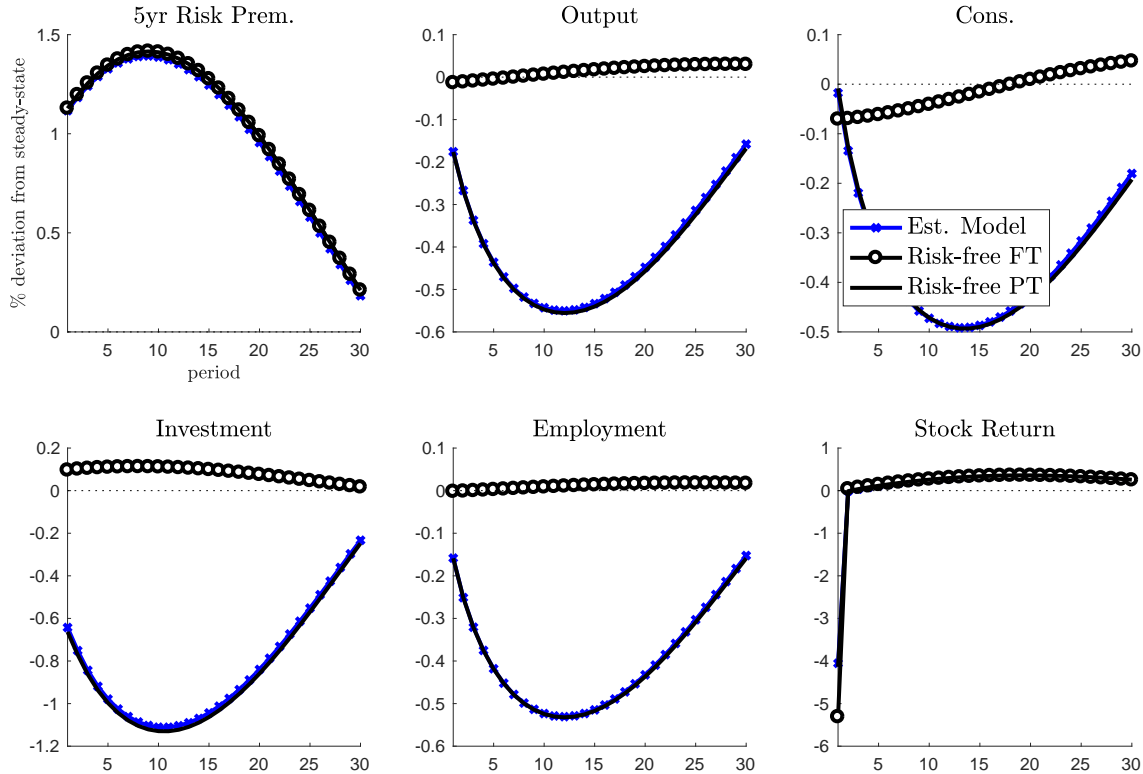 5yr Risk Prem.
Output
Cons.
% deviation from steady-state
1.5
1
0.5
0
5 10 15 20 25 30
period
0.1
0
-0.1
-0.2
-0.3
-0.4
-0.5
-0.6
5 10 15 20 25 30
0.1
0
-0.1
-0.2
-0.3
-0.4
-0.5
5 10 15 20 25 30
Est. Model
Risk-free FT
Risk-free PT
Investment
Employment
Stock Return
0.2
0
-0.2
-0.4
-0.6
-0.8
-1
-1.2
5 10 15 20 25 30
0.1
0
-0.1
-0.2
-0.3
-0.4
-0.5
-0.6
5 10 15 20 25 30
1
0
-1
-2
-3
-4
-5
-6
5 10 15 20 25 30